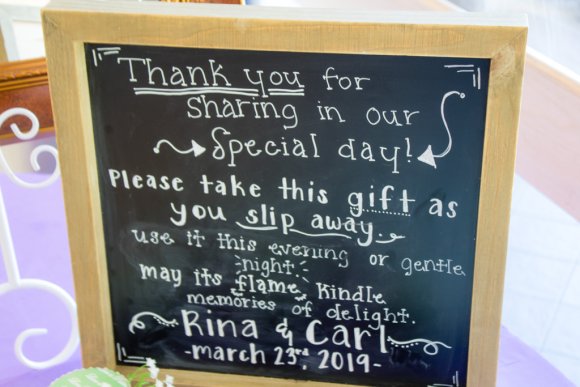 Thank you for
sharing in our
Special day!
Please take this gift as
you slip away.
use it this evening or gentle
night.
may its flame kindle
memories of delight.
Rina & Carl
-march 23rd, 2019-